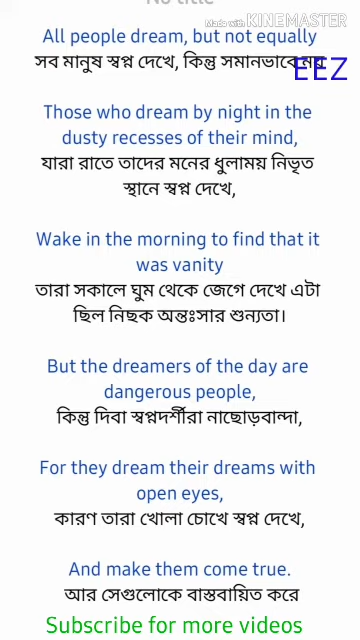 No title
Made with KINEMASTER
All people dream, but not equally
সব মানুষ স্বপ্ন দেখে, কিন্তু সমানভাবে নয়
EEZ
Those who dream by night in the
dusty recesses of their mind,
যারা রাতে তাদের মনের ধুলাময় নিভৃত
স্থানে স্বপ্ন দেখে,
Wake in the morning to find that it
was vanity
তারা সকালে ঘুম থেকে জেগে দেখে এটা
ছিল নিছক অন্তঃসার শুন্যতা।
But the dreamers of the day are
dangerous people,
কিন্তু দিবা স্বপ্নদর্শীরা নাছোড়বান্দা,
For they dream their dreams with
open eyes,
কারণ তারা খোলা চোখে স্বপ্ন দেখে,
And make them come true.
আর সেগুলোকে বাস্তবায়িত করে
Subscribe for more videos